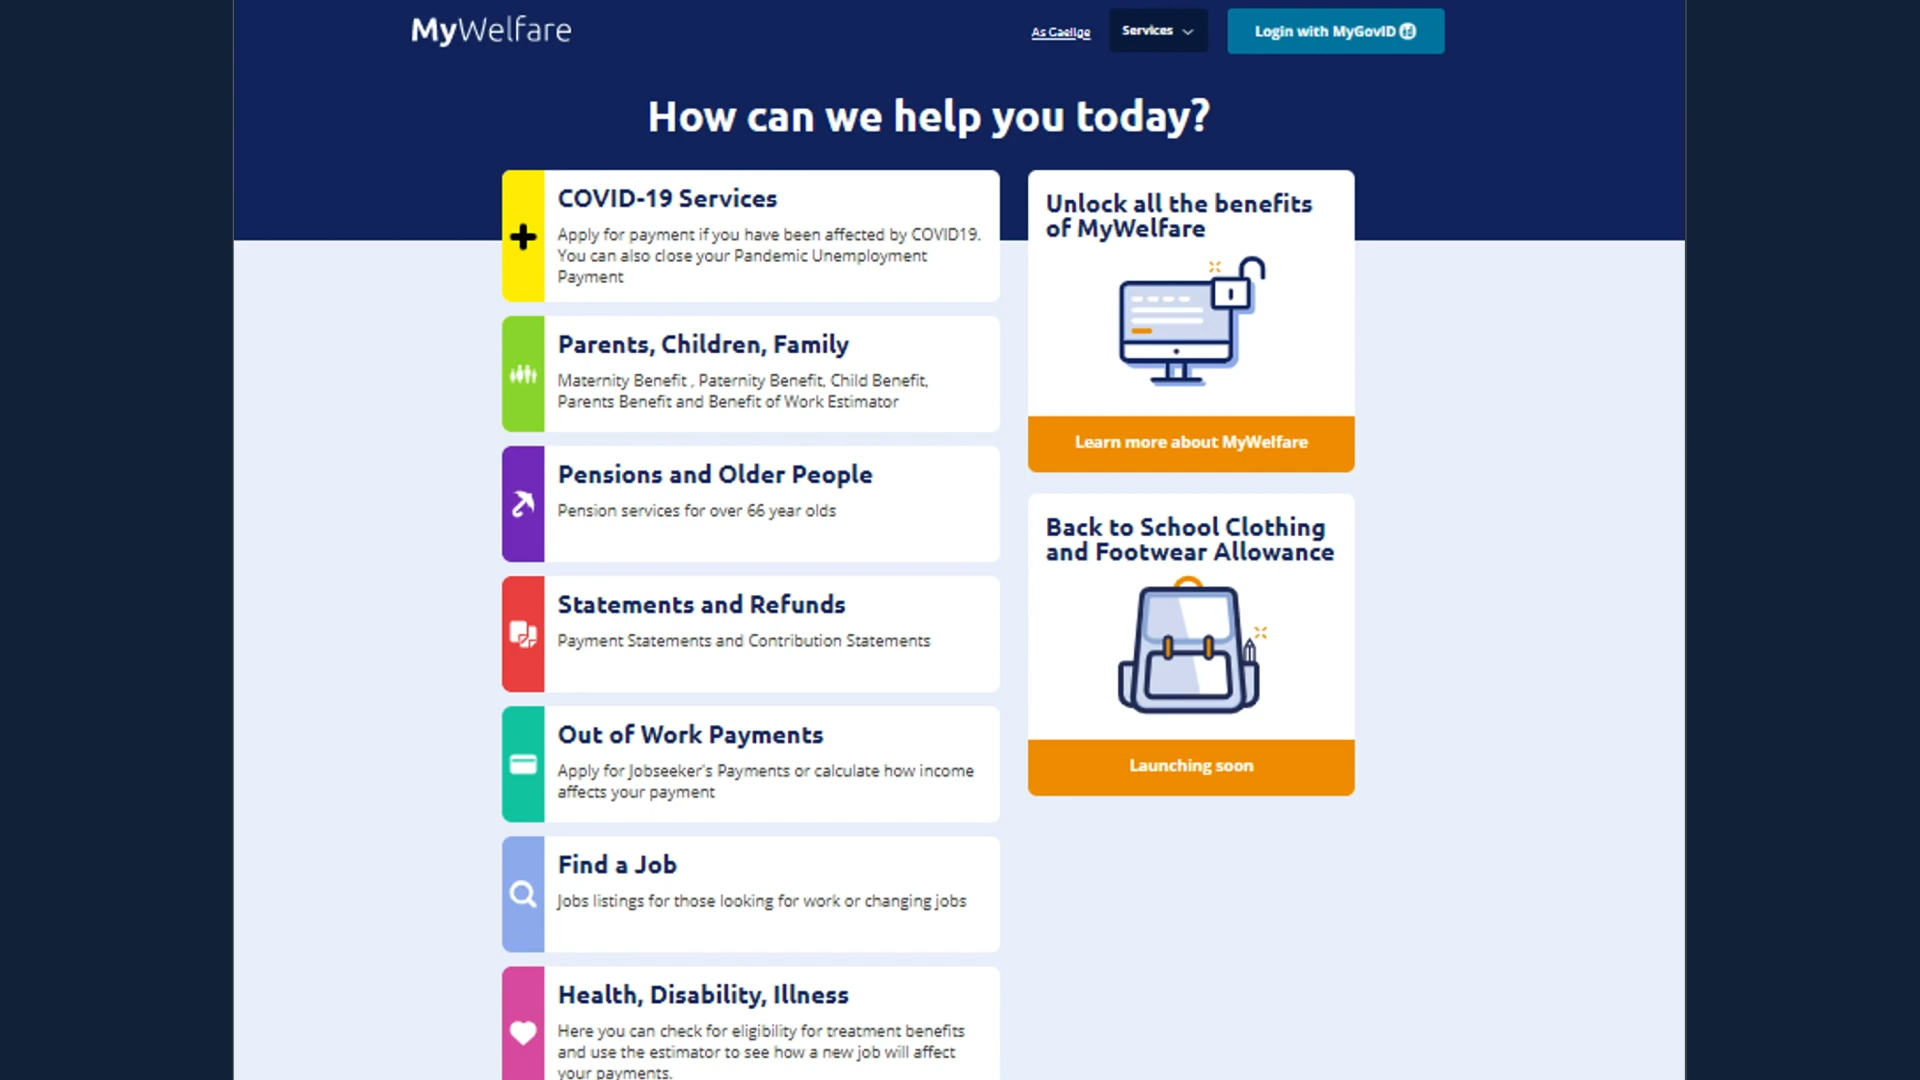 MyWelfare
As Gaeilge
Services
Login with MyGovID
How can we help you today?
COVID-19 Services
Apply for payment if you have been affected by COVID19.
You can also close your Pandemic Unemployment
Payment
Parents, Children, Family
Maternity Benefit , Paternity Benefit, Child Benefit,
Parents Benefit and Benefit of Work Estimator
Pensions and Older People
Pension services for over 66 year olds
Statements and Refunds
Payment Statements and Contribution Statements
Out of Work Payments
Apply for Jobseeker's Payments or calculate how income
affects your payment
Find a Job
Jobs listings for those looking for work or changing jobs
Health, Disability, Illness
Here you can check for eligibility for treatment benefits
and use the estimator to see how a new job will affect
your payments.
Unlock all the benefits
of MyWelfare
Learn more about MyWelfare
Back to School Clothing
and Footwear Allowance
Launching soon